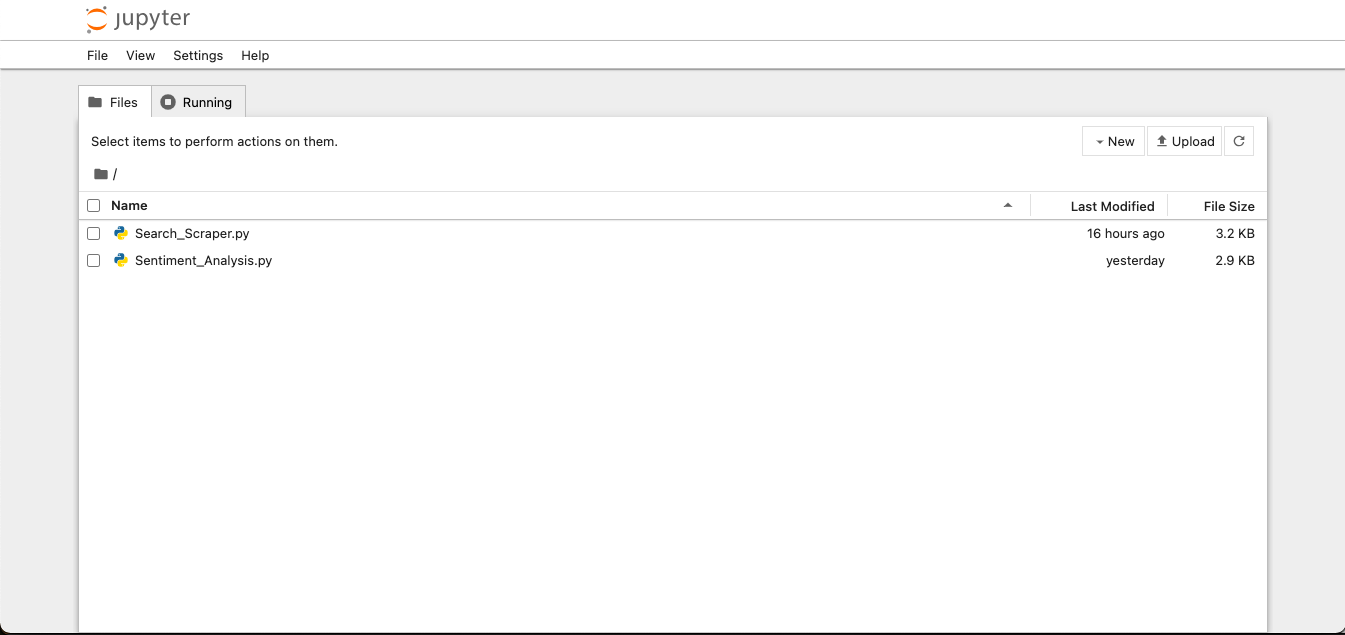 jupyter
File View Settings Help
Files Running
Select items to perform actions on them.
New Upload
/
Name Last Modified File Size
Search_Scraper.py 16 hours ago 3.2 KB
Sentiment_Analysis.py yesterday 2.9 KB